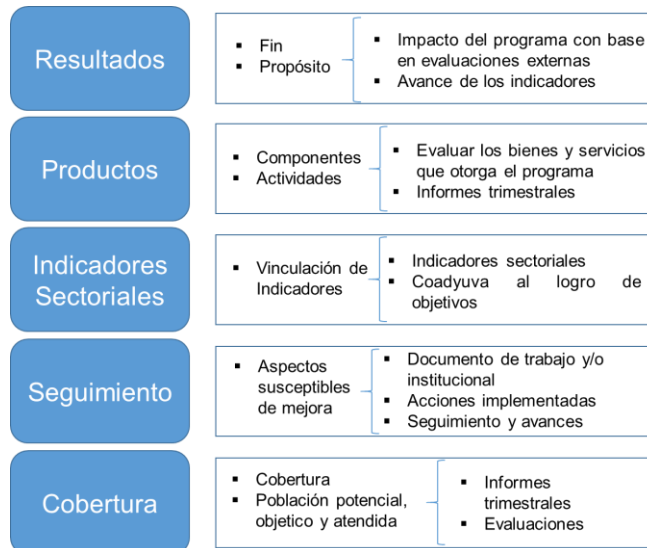 Resultados
▪ Fin
▪ Propósito
▪ Impacto del programa con base
en evaluaciones externas
▪ Avance de los indicadores
Productos
▪ Componentes
▪ Actividades
▪ Evaluar los bienes y servicios
que otorga el programa
▪ Informes trimestrales
Indicadores
Sectoriales
▪ Vinculación de
Indicadores
▪ Indicadores sectoriales
▪ Coadyuva al logro de
objetivos
Seguimiento
▪ Aspectos
susceptibles
de mejora
▪ Documento de trabajo y/o
institucional
▪ Acciones implementadas
▪ Seguimiento y avances
Cobertura
▪ Cobertura
▪ Población potencial,
objetico y atendida
▪ Informes
trimestrales
▪ Evaluaciones